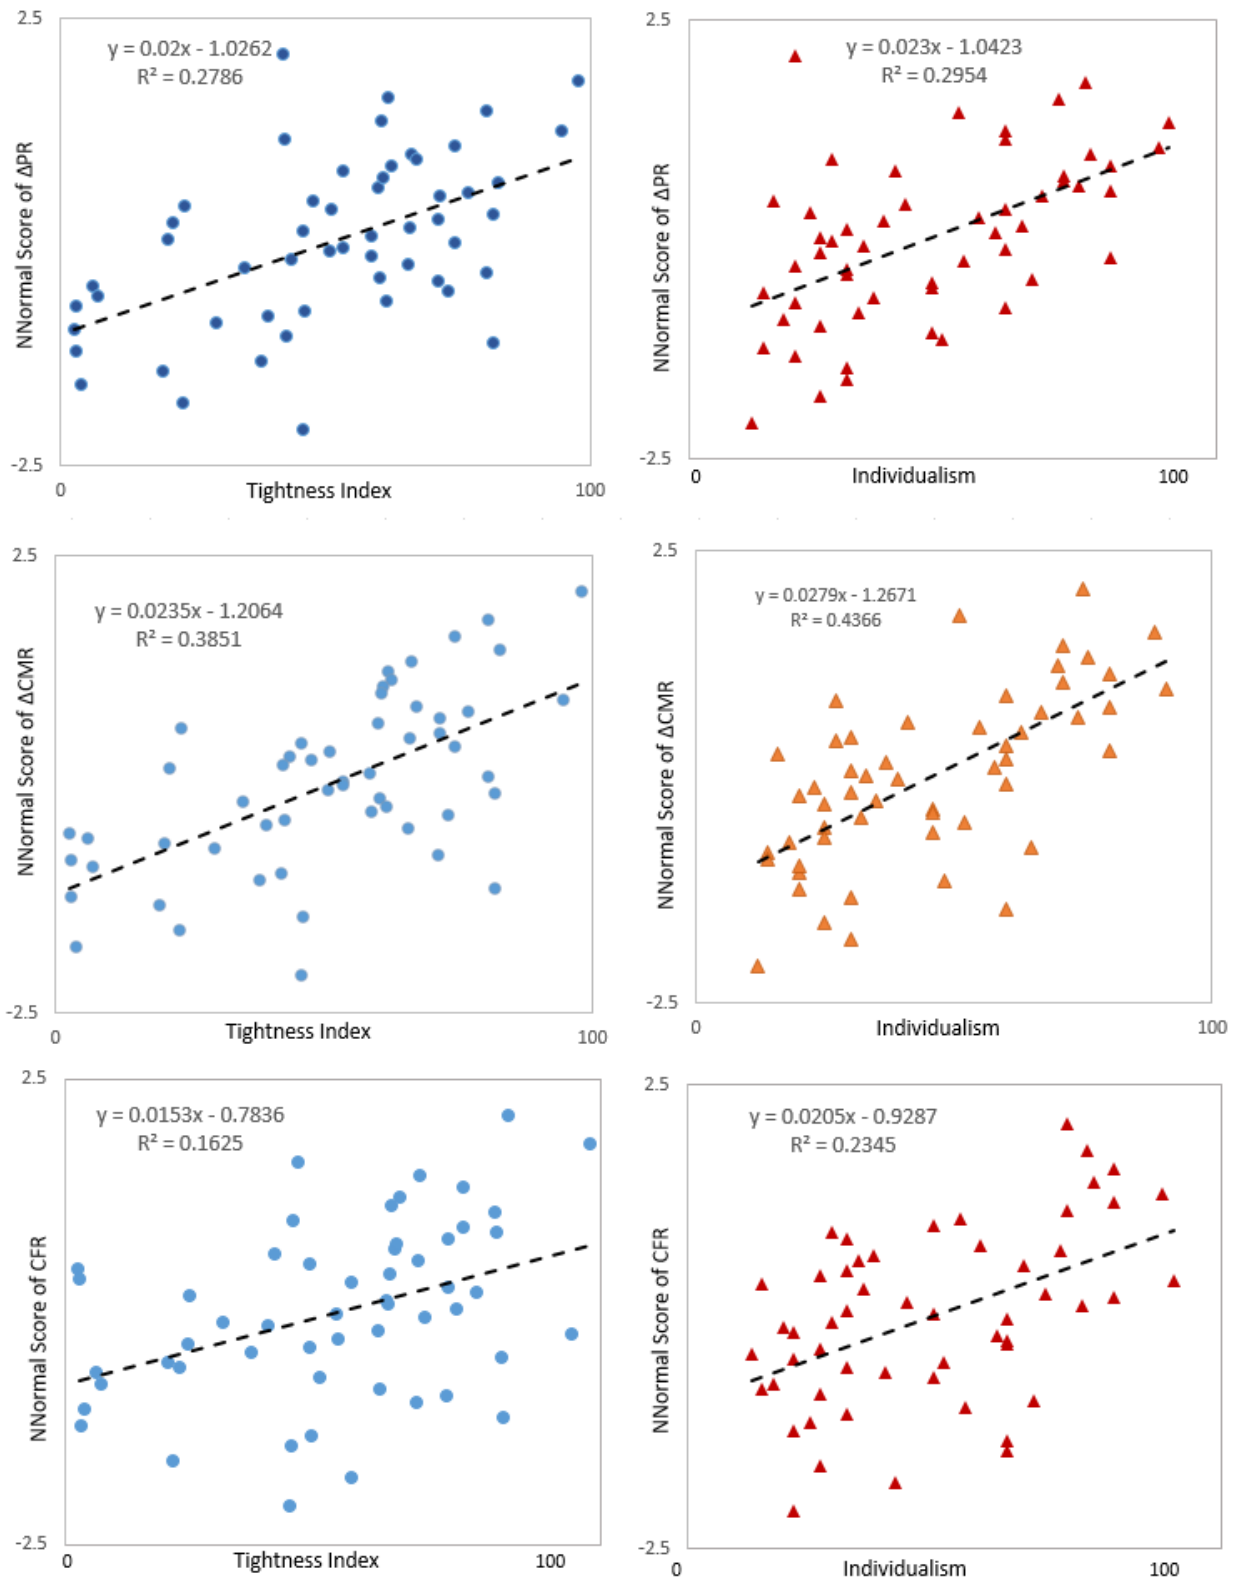 2.5
y = 0.02x - 1.0262
R² = 0.2786
NNormal Score of ΔPR
-2.5
0
Tightness Index
100
2.5
y = 0.023x - 1.0423
R² = 0.2954
NNormal Score of ΔPR
-2.5
0
Individualism
100
2.5
y = 0.0235x - 1.2064
R² = 0.3851
NNormal Score of ΔCMR
-2.5
0
Tightness Index
100
2.5
y = 0.0279x - 1.2671
R² = 0.4366
NNormal Score of ΔCMR
-2.5
0
Individualism
100
2.5
y = 0.0153x - 0.7836
R² = 0.1625
NNormal Score of CFR
-2.5
0
Tightness Index
100
2.5
y = 0.0205x - 0.9287
R² = 0.2345
NNormal Score of CFR
-2.5
0
Individualism
100